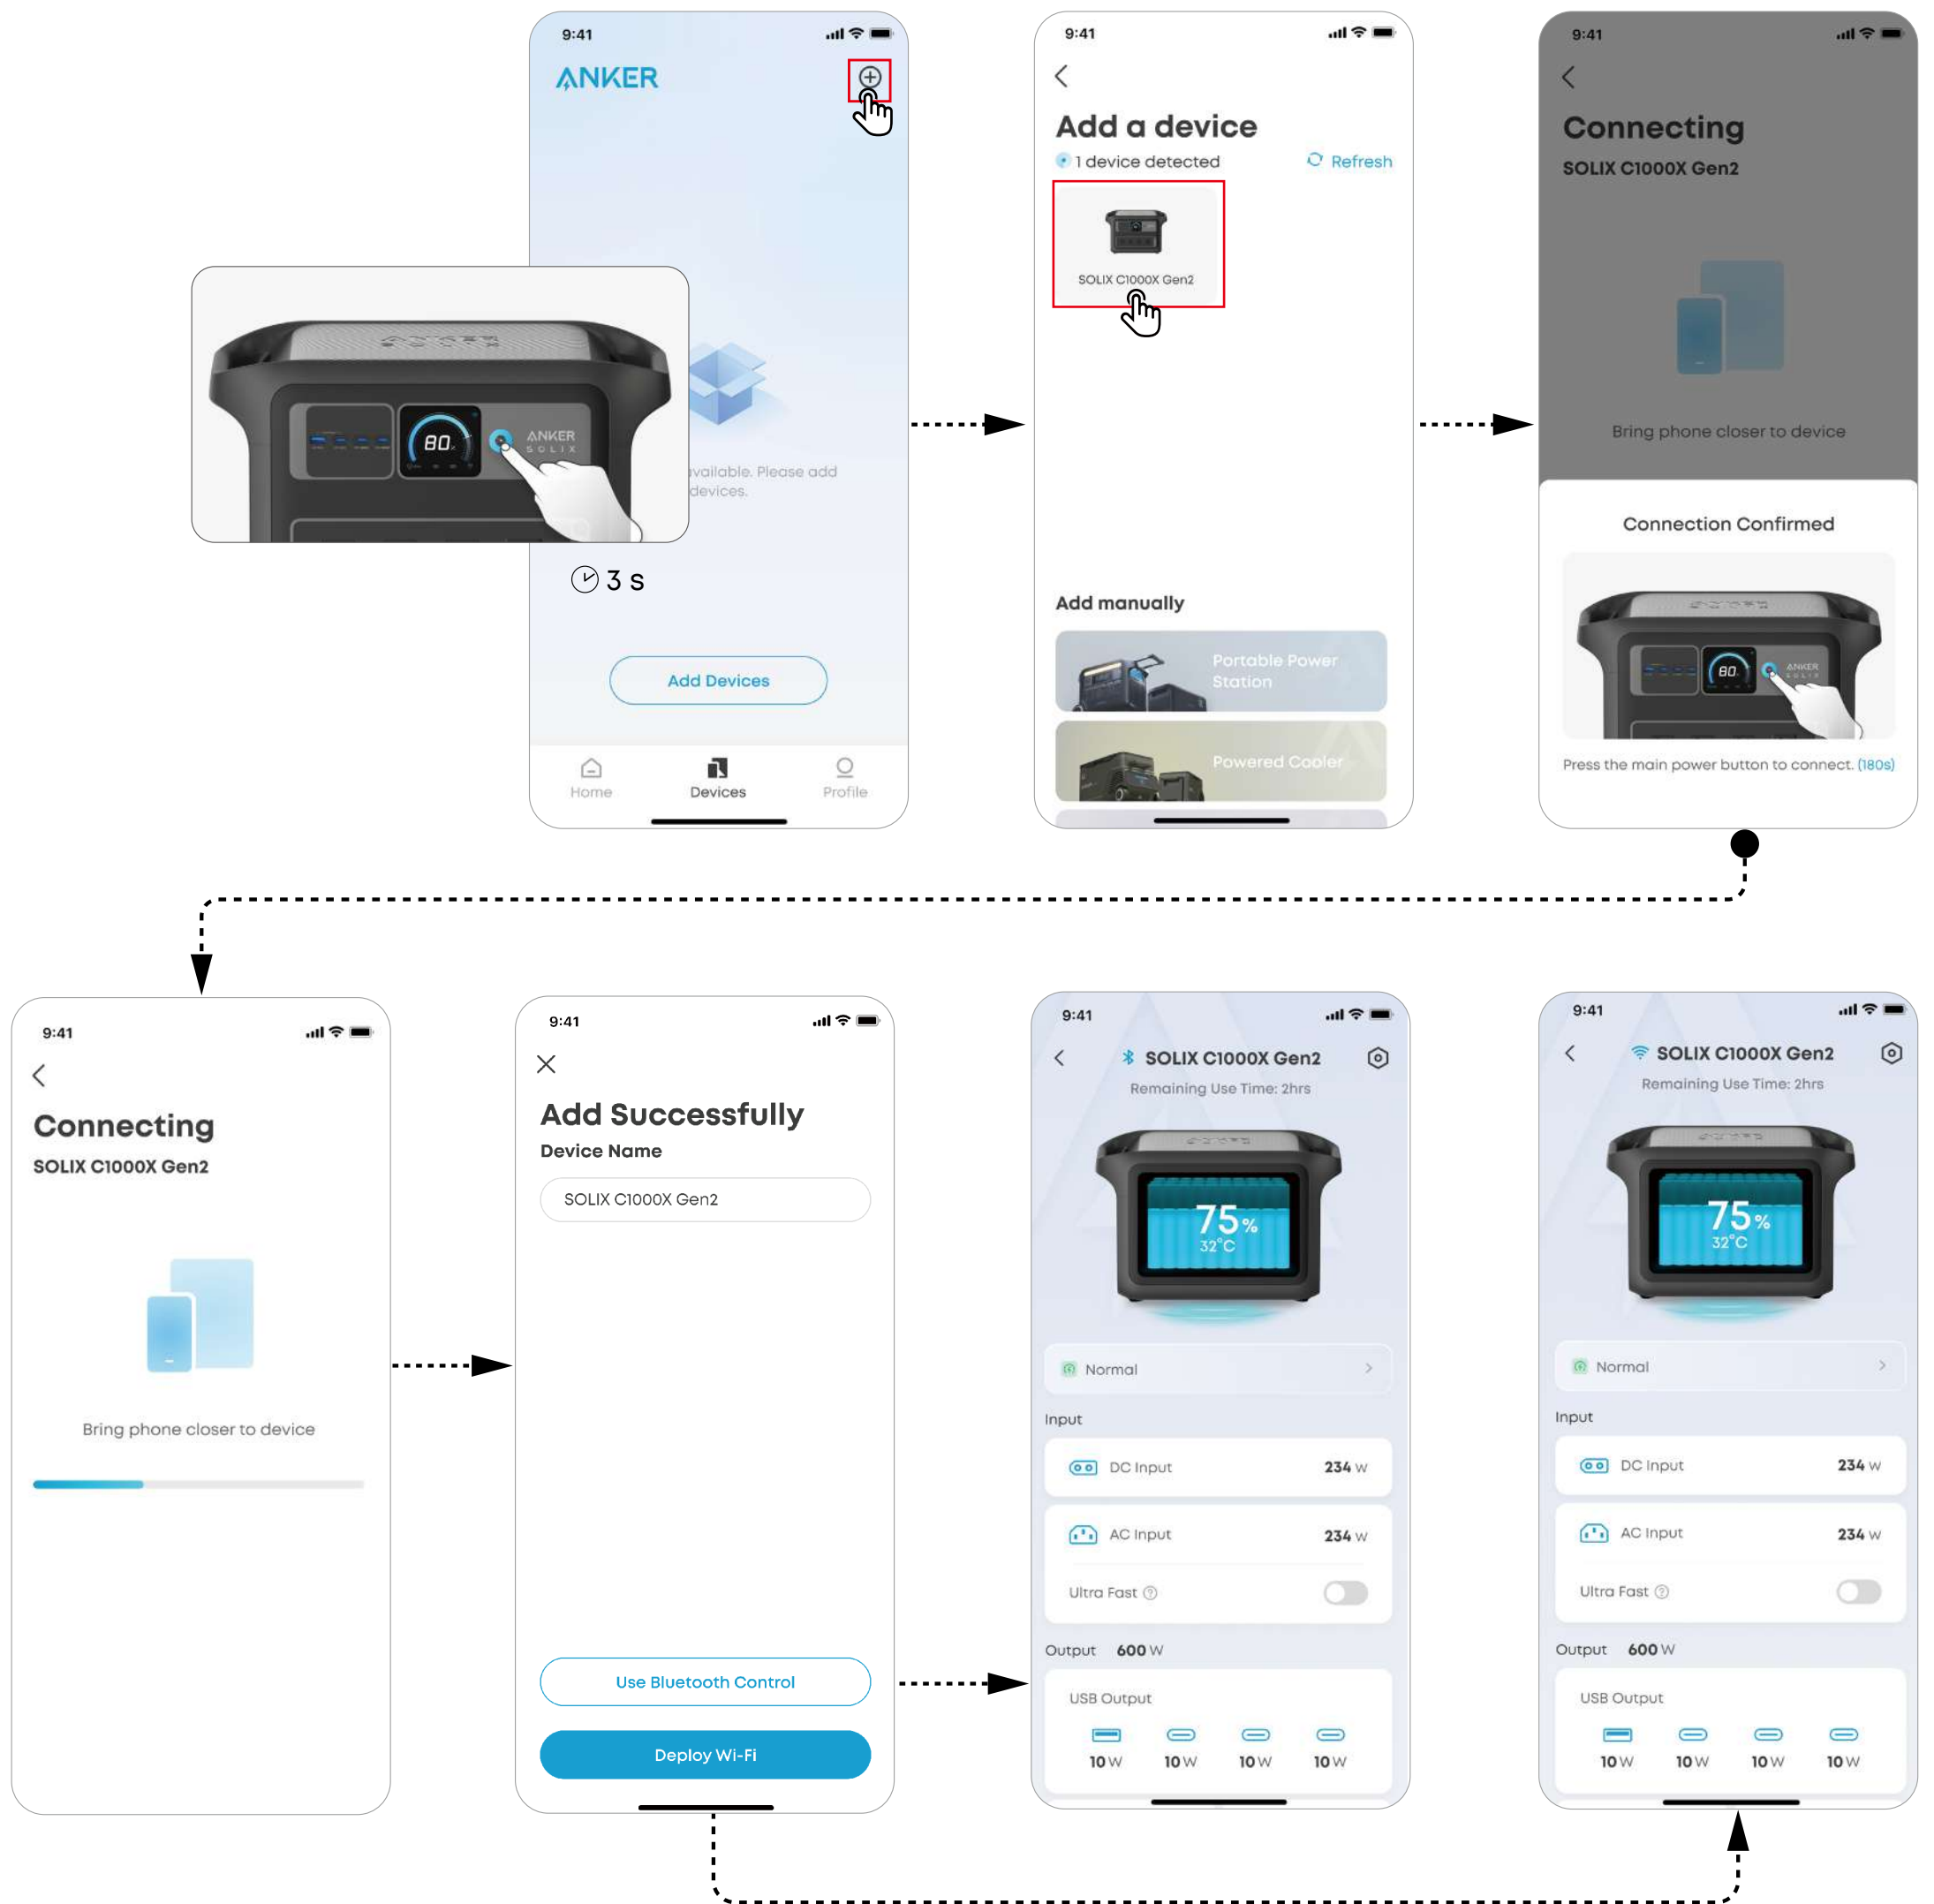 9:41
ANKER
ANKER
SOLIX
80
ANKER
SOLIX
vailable. Please add
devices.
3 s
Add Devices
Home
Devices
Profile
9:41
Add a device
1 device detected
Refresh
SOLIX C1000X Gen2
Add manually
Portable Power
Station
Powered Cooler
9:41
Connecting
SOLIX C1000X Gen2
Bring phone closer to device
Connection Confirmed
80
ANKER
SOLIX
Press the main power button to connect. (180s)
9:41
Connecting
SOLIX C1000X Gen2
Bring phone closer to device
9:41
Add Successfully
Device Name
SOLIX C1000X Gen2
Use Bluetooth Control
Deploy Wi-Fi
9:41
SOLIX C1000X Gen2
Remaining Use Time: 2hrs
75%
32°C
Normal
Input
DC Input 234 W
AC Input 234 W
Ultra Fast
Output 600 W
USB Output
10 W 10 W 10 W 10 W
9:41
SOLIX C1000X Gen2
Remaining Use Time: 2hrs
75%
32°C
Normal
Input
DC Input 234 W
AC Input 234 W
Ultra Fast
Output 600 W
USB Output
10 W 10 W 10 W 10 W